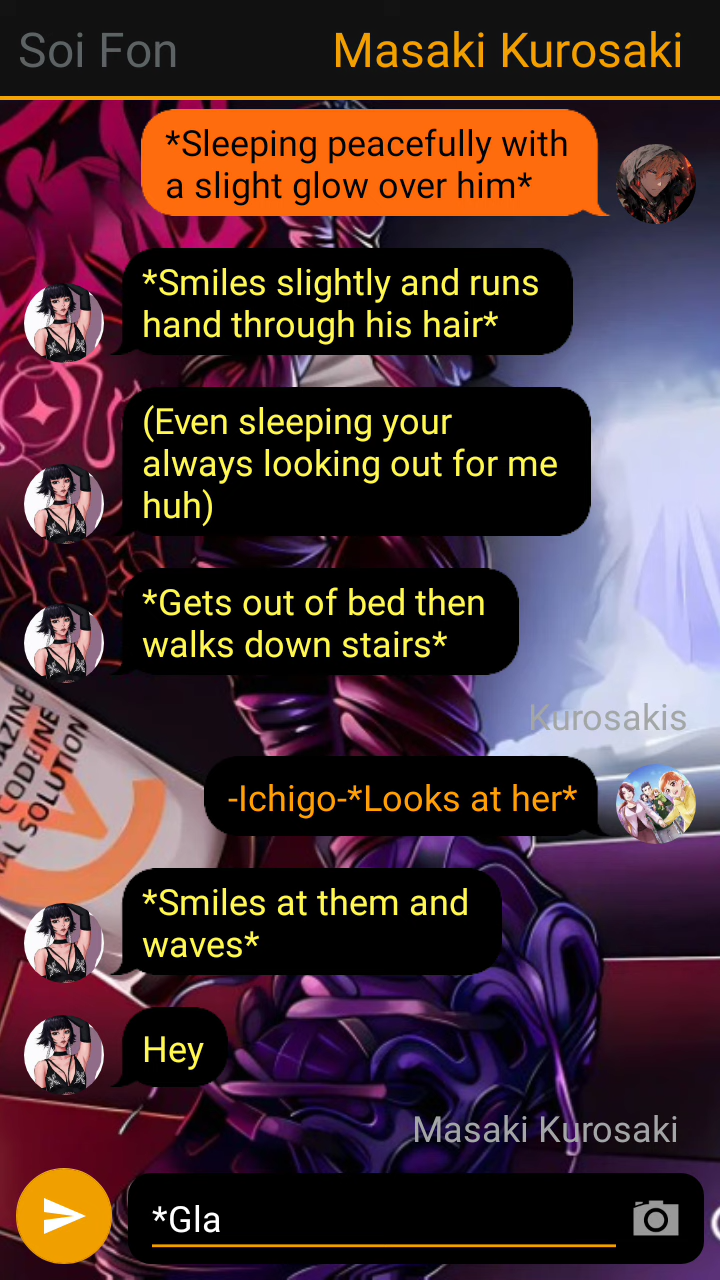 Soi Fon
Masaki Kurosaki
*Sleeping peacefully with
a slight glow over him*
*Smiles slightly and runs
hand through his hair*
(Even sleeping your
always looking out for me
huh)
*Gets out of bed then
walks down stairs*
Kurosakis
-Ichigo-*Looks at her*
AZINE
CODEINE
AL SOLUTION
*Smiles at them and
waves*
Hey
Masaki Kurosaki
*Gla